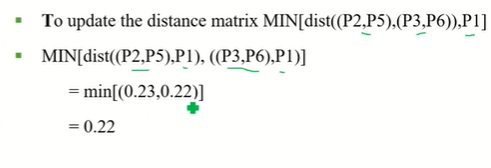 To update the distance matrix MIN[dist((P2,P5),(P3,P6)),P1]
MIN[dist((P2,P5),P1), ((P3,P6),P1)]
= min[(0.23,0.22)]
= 0.22